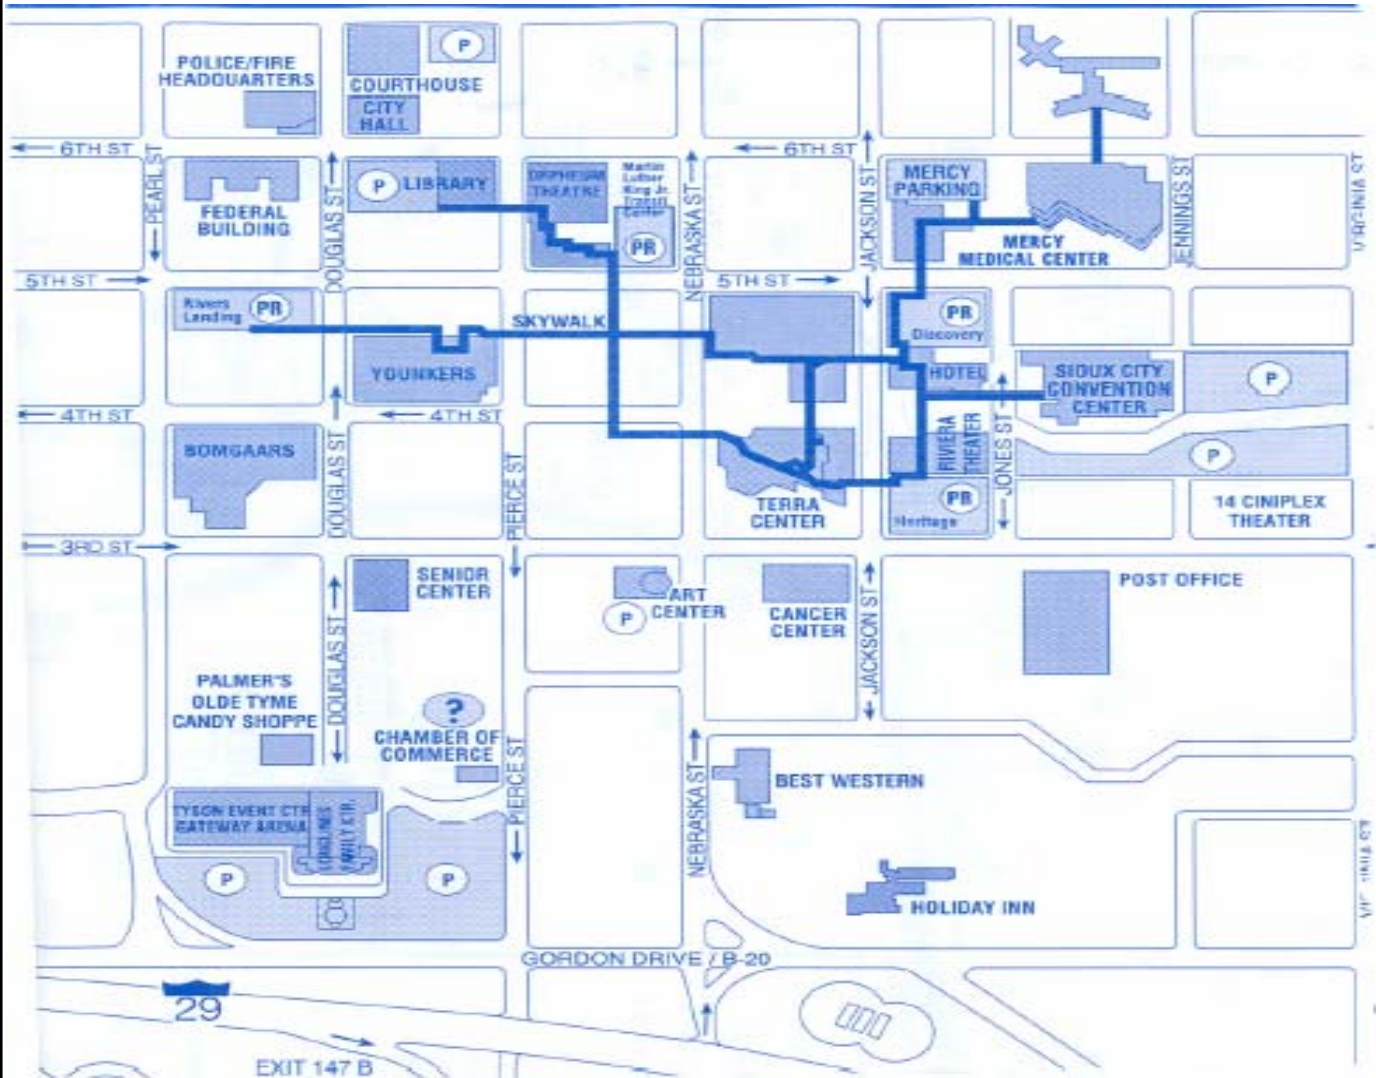 POLICE/FIRE
HEADQUARTERS
P
COURTHOUSE
CITY
HALL
6TH ST
6TH ST
PEARL ST
DOUGLAS ST
NEBRASKA ST
JACKSON ST
JENNINGS ST
VIRGINIA ST
FEDERAL
BUILDING
P
LIBRARY
ORPHEUM
THEATRE
Martin
Luther
King Jr.
Transit
Center
PR
MERCY
PARKING
MERCY
MEDICAL CENTER
5TH ST
5TH ST
Rivers
Landing
PR
SKYWALK
PR
Discovery
YOUNKERS
HOTEL
SIOUX CITY
CONVENTION
CENTER
P
4TH ST
4TH ST
BOMGAARS
DOUGLAS ST
PIERCE ST
RIVIERA
THEATER
JONES ST
P
TERRA
CENTER
PR
Heritage
14 CINIPLEX
THEATER
3RD ST
SENIOR
CENTER
ART
CENTER
P
CANCER
CENTER
JACKSON ST
POST OFFICE
DOUGLAS ST
PALMER'S
OLDE TYME
CANDY SHOPPE
?
CHAMBER OF
COMMERCE
PIERCE ST
NEBRASKA ST
BEST WESTERN
TYSON EVENT CTR
GATEWAY ARENA
LONGLINES
FAMILY CTR.
P
P
HOLIDAY INN
GORDON DRIVE / B-20
29
EXIT 147 B